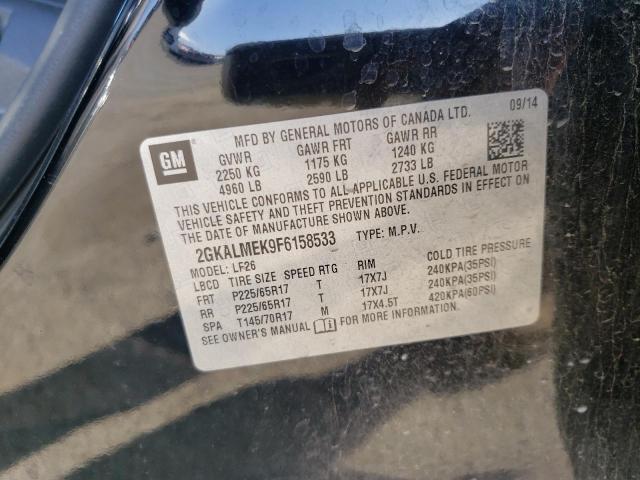 09/14
MFD BY GENERAL MOTORS OF CANADA LTD.
GM
GVWR GAWR FRT GAWR RR
2250 KG 1175 KG 1240 KG
4960 LB 2590 LB 2733 LB
THIS VEHICLE CONFORMS TO ALL APPLICABLE U.S. FEDERAL MOTOR
VEHICLE SAFETY AND THEFT PREVENTION STANDARDS IN EFFECT ON
THE DATE OF MANUFACTURE SHOWN ABOVE.
2GKALMEK9F6158533 TYPE: M.P.V.
MODEL: LF26
LBCD TIRE SIZE SPEED RTG RIM COLD TIRE PRESSURE
FRT P225/65R17 T 17X7J 240KPA(35PSI)
RR P225/65R17 T 17X7J 240KPA(35PSI)
SPA T145/70R17 M 17X4.5T 420KPA(60PSI)
SEE OWNER'S MANUAL FOR MORE INFORMATION.